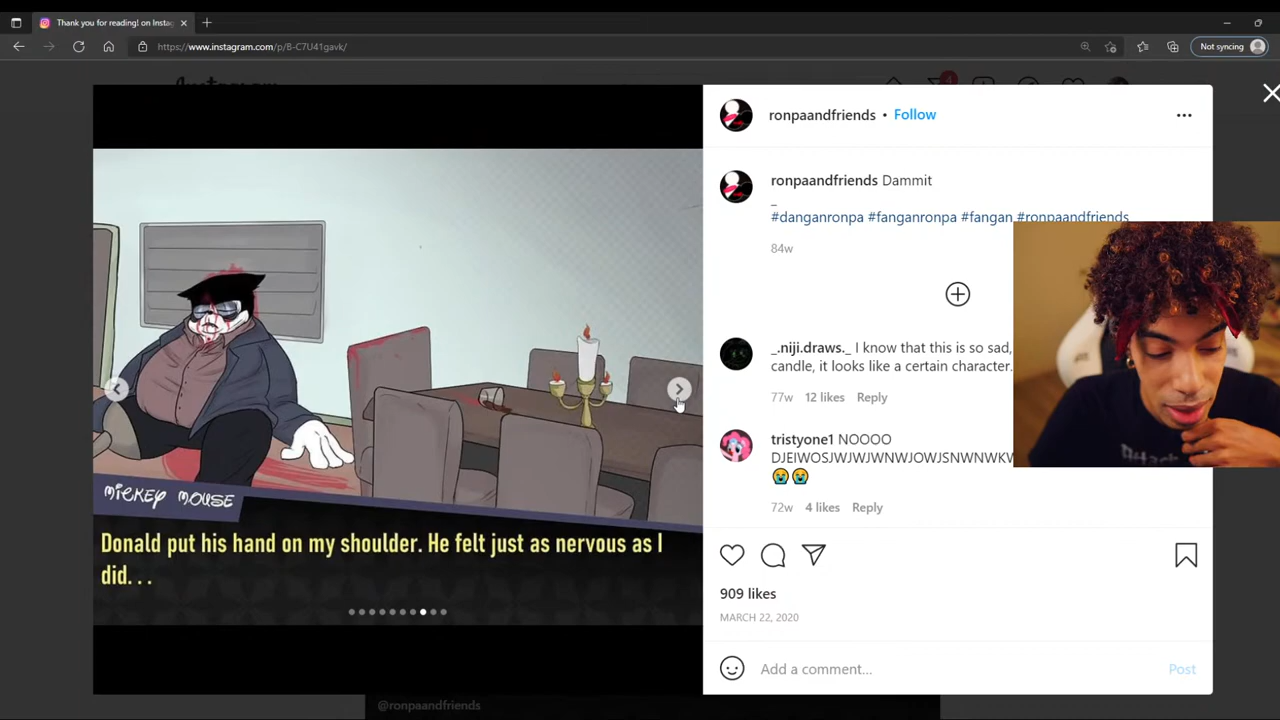 Thank you for reading! on Instag
https://www.instagram.com/p/B-C7U41gavk/
Not syncing
Instagram
4
ronpaandfriends • Follow
ronpaandfriends Dammit
_
#danganronpa #fanganronpa #fangan #ronpaandfriends
84w
_.niji.draws._ I know that this is so sad,
candle, it looks like a certain character.
77w 12 likes Reply
tristyone1 NOOOO
DJEIWOSJWJWJWNWJOWJSNWNWKW
72w 4 likes Reply
MICKEY MOUSE
Donald put his hand on my shoulder. He felt just as nervous as I
did. . .
909 likes
MARCH 22, 2020
Add a comment... Post
@ronpaandfriends